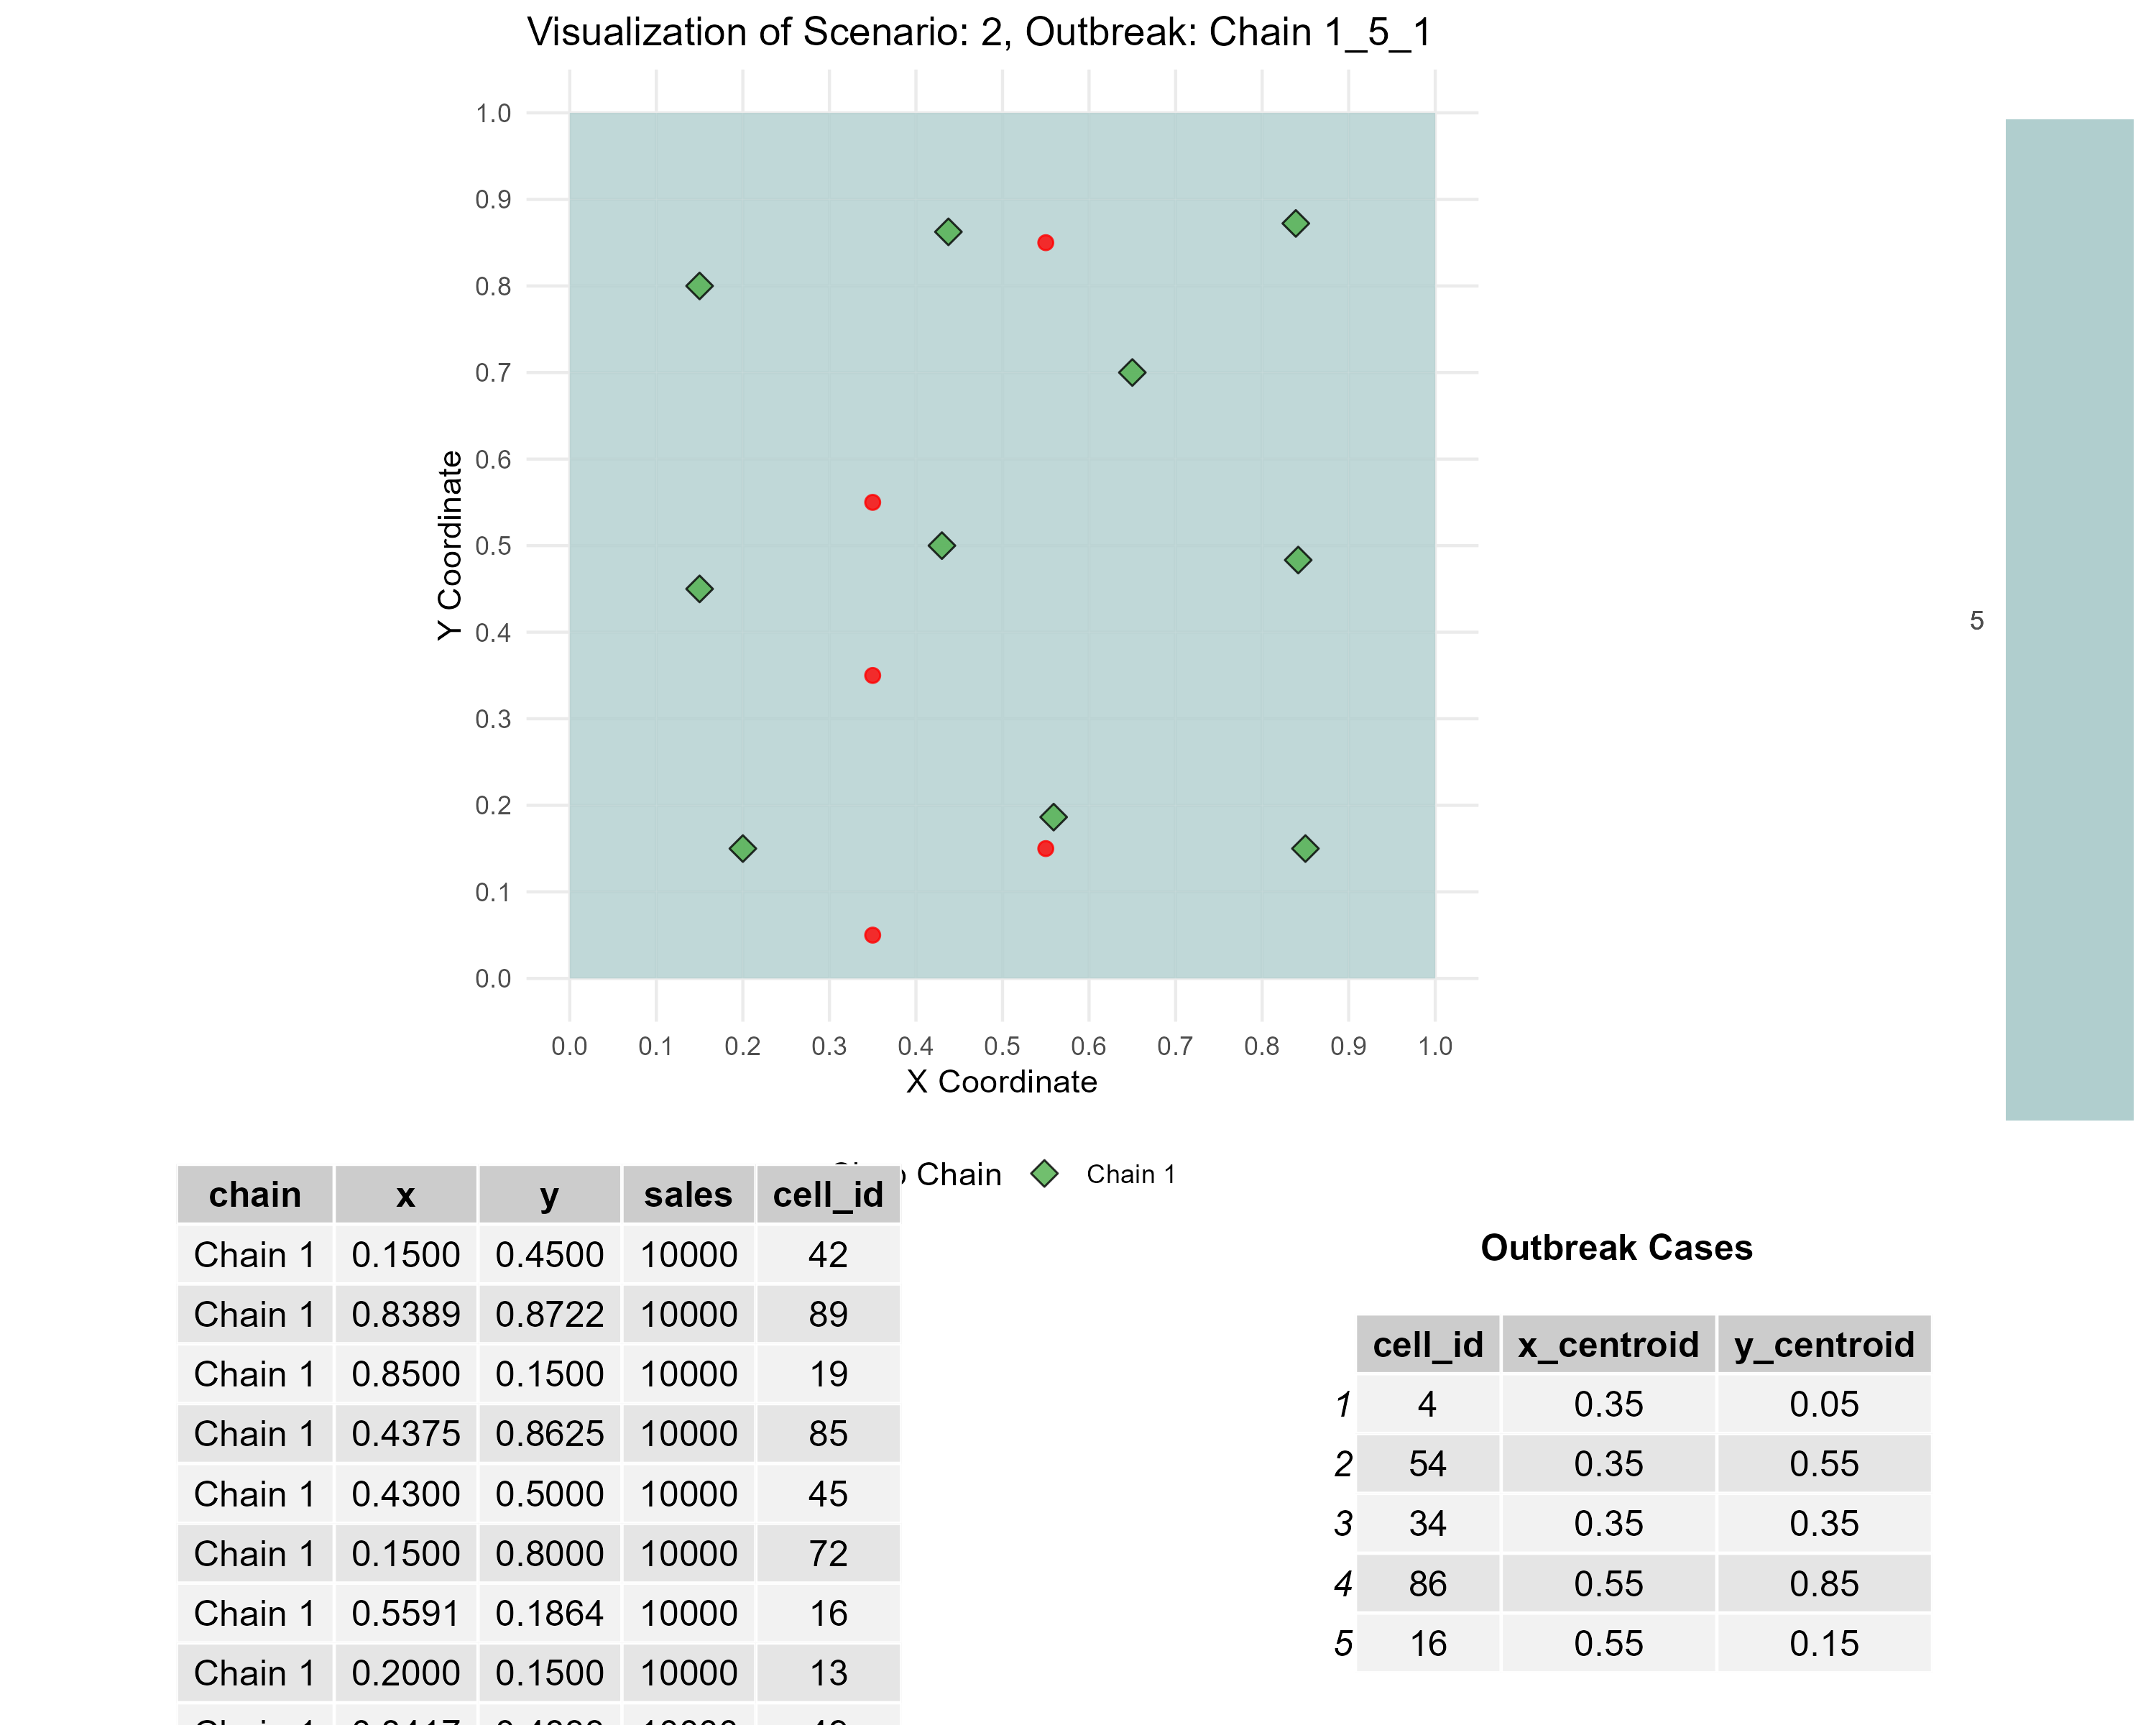 Visualization of Scenario: 2, Outbreak: Chain 1_5_1
1.0
0.9
0.8
0.7
0.6
0.5
0.4
0.3
0.2
0.1
0.0
Y Coordinate
0.0 0.1 0.2 0.3 0.4 0.5 0.6 0.7 0.8 0.9 1.0
X Coordinate
5
Chain Chain 1
chain x y sales cell_id
Chain 1 0.1500 0.4500 10000 42
Chain 1 0.8389 0.8722 10000 89
Chain 1 0.8500 0.1500 10000 19
Chain 1 0.4375 0.8625 10000 85
Chain 1 0.4300 0.5000 10000 45
Chain 1 0.1500 0.8000 10000 72
Chain 1 0.5591 0.1864 10000 16
Chain 1 0.2000 0.1500 10000 13
Outbreak Cases
cell_id x_centroid y_centroid
1 4 0.35 0.05
2 54 0.35 0.55
3 34 0.35 0.35
4 86 0.55 0.85
5 16 0.55 0.15